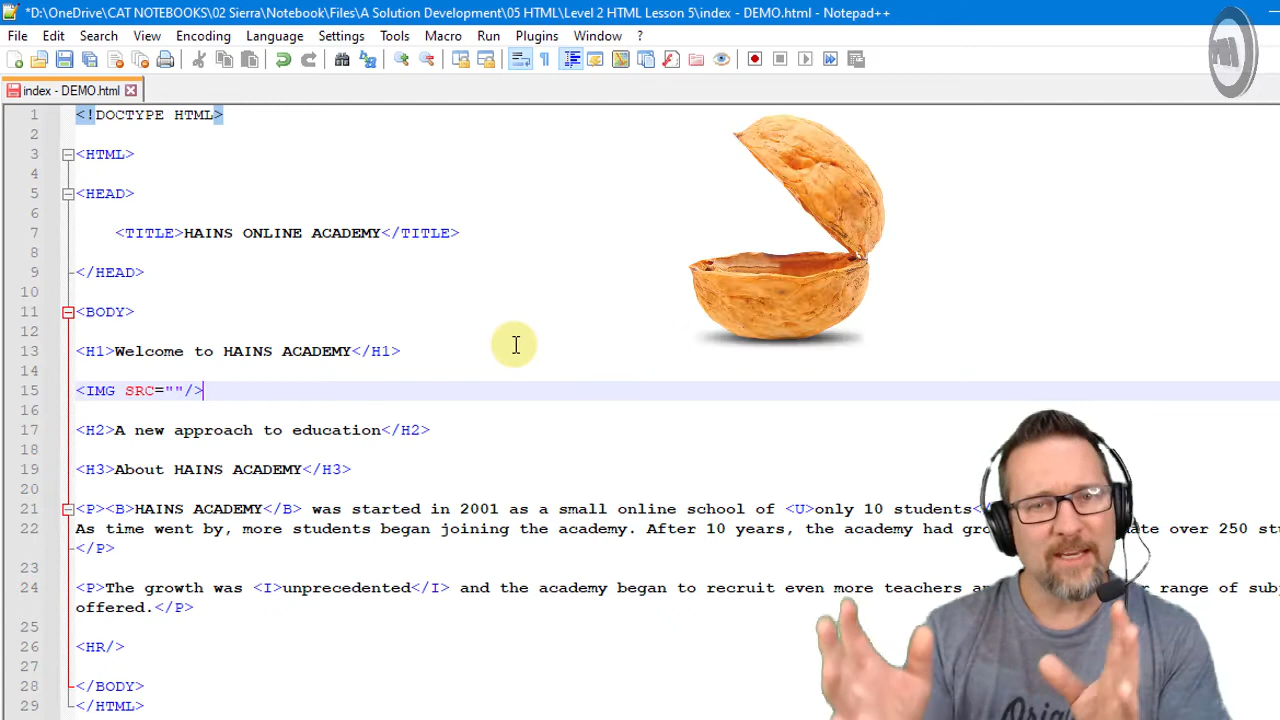 *D:\OneDrive\CAT NOTEBOOKS\02 Sierra\Notebook\Files\A Solution Development\05 HTML\Level 2 HTML Lesson 5\index - DEMO.html - Notepad++
File Edit Search View Encoding Language Settings Tools Macro Run Plugins Window ?
index - DEMO.html
1 <!DOCTYPE HTML>
2
3 <HTML>
4
5 <HEAD>
6
7 <TITLE>HAINS ONLINE ACADEMY</TITLE>
8
9 </HEAD>
10
11 <BODY>
12
13 <H1>Welcome to HAINS ACADEMY</H1>
14
15 <IMG SRC=""/>
16
17 <H2>A new approach to education</H2>
18
19 <H3>About HAINS ACADEMY</H3>
20
21 <P><B>HAINS ACADEMY</B> was started in 2001 as a small online school of <U>only 10 students<
22 As time went by, more students began joining the academy. After 10 years, the academy had over 250
</P>
23
24 <P>The growth was <I>unprecedented</I> and the academy began to recruit even more teachers range of
offered.</P>
25
26 <HR/>
27
28 </BODY>
29 </HTML>